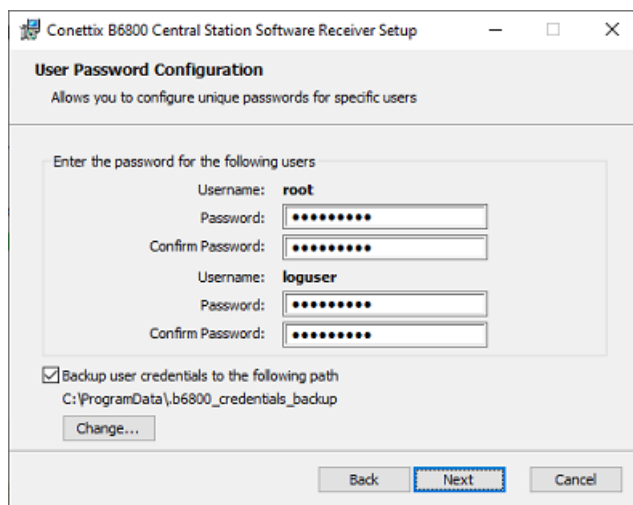 Conettix B6800 Central Station Software Receiver Setup
User Password Configuration
Allows you to configure unique passwords for specific users
Enter the password for the following users
Username: root
Password: •••••••••
Confirm Password: •••••••••
Username: loguser
Password: •••••••••
Confirm Password: •••••••••
Backup user credentials to the following path
C:\ProgramData\.b6800_credentials_backup
Change...
Back Next Cancel